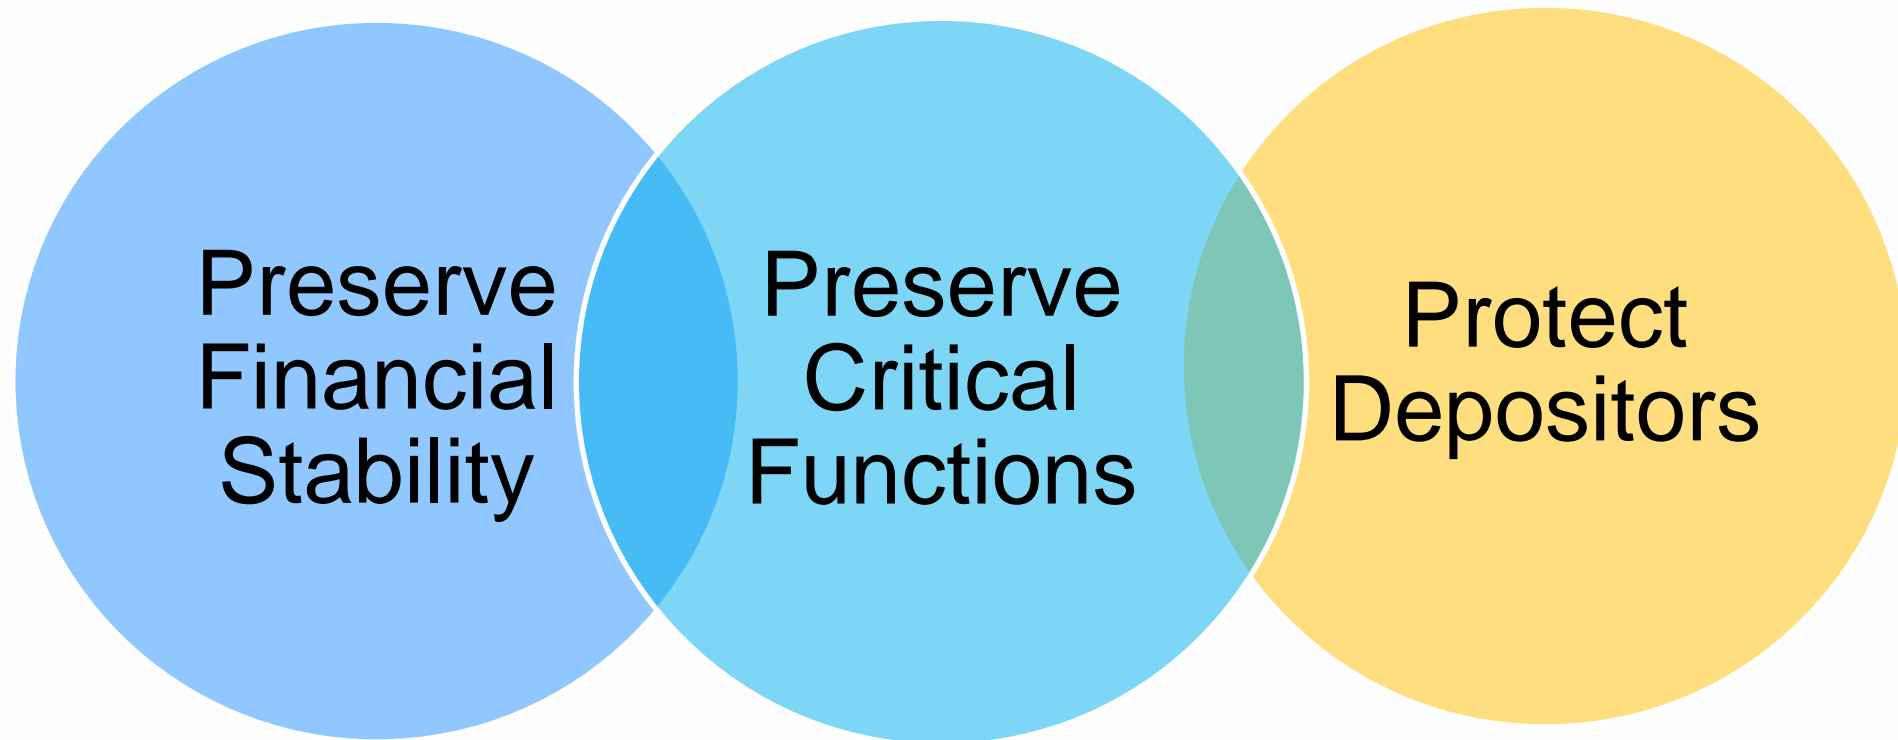 Preserve
Financial
Stability
Preserve
Critical
Functions
Protect
Depositors